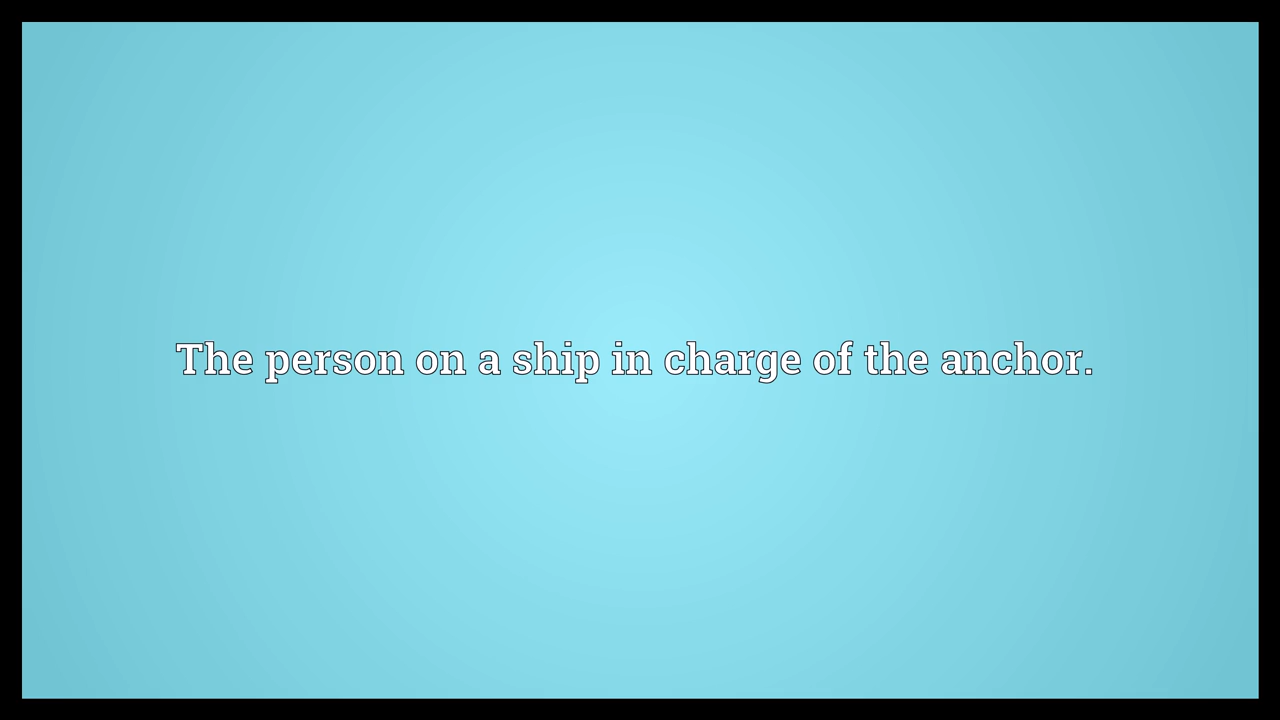 The person on a ship in charge of the anchor.